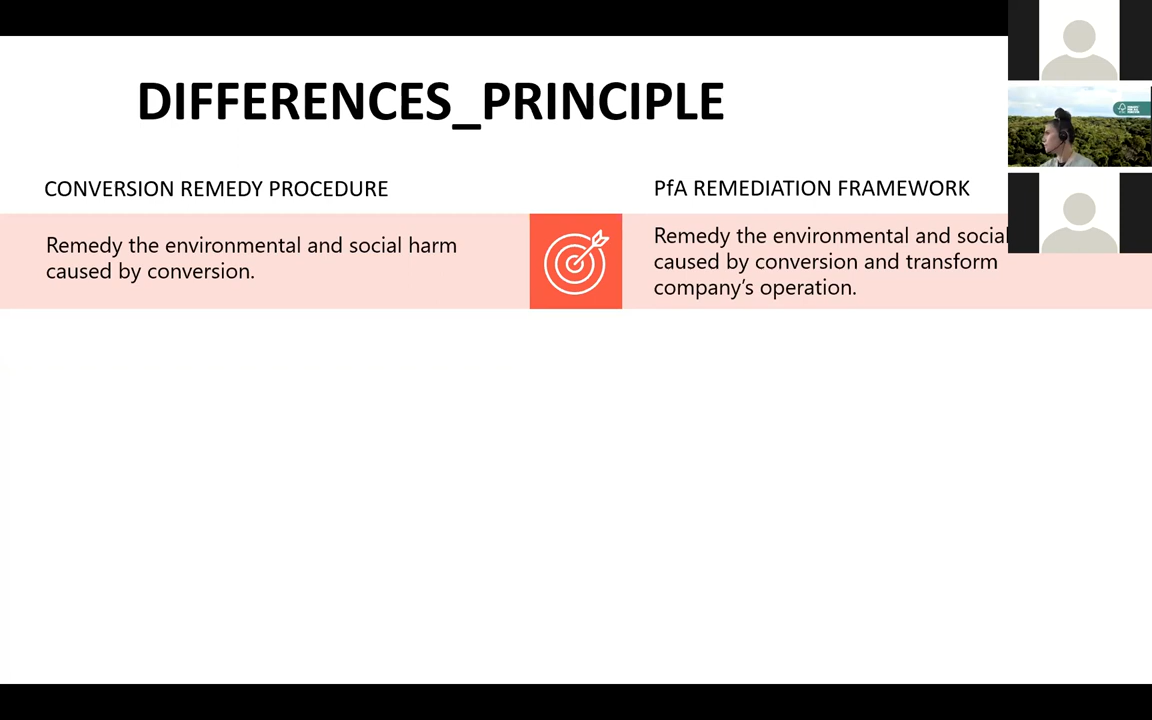 DIFFERENCES_PRINCIPLE
CONVERSION REMEDY PROCEDURE
Remedy the environmental and social harm
caused by conversion.
PfA REMEDIATION FRAMEWORK
Remedy the environmental and social
caused by conversion and transform
company's operation.